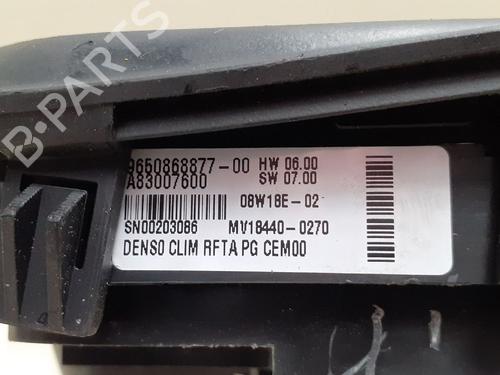 B-PARTS
9660868877-00 HW 06.00
A83007600 SW 07.00
08W18E-02
SN00203086 MV18440-0270
DENSO CLIM RFTA PG CEM00